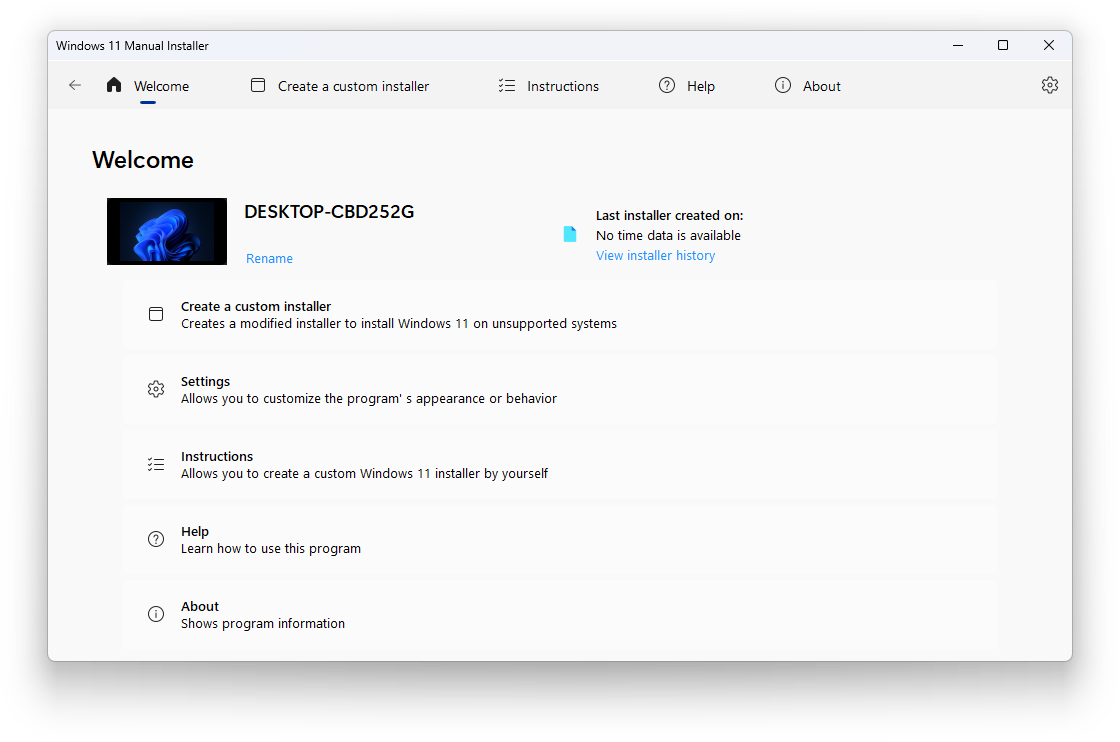 Windows 11 Manual Installer
Welcome
Create a custom installer
Instructions
Help
About
Welcome
DESKTOP-CBD252G
Rename
Last installer created on:
No time data is available
View installer history
Create a custom installer
Creates a modified installer to install Windows 11 on unsupported systems
Settings
Allows you to customize the program' s appearance or behavior
Instructions
Allows you to create a custom Windows 11 installer by yourself
Help
Learn how to use this program
About
Shows program information